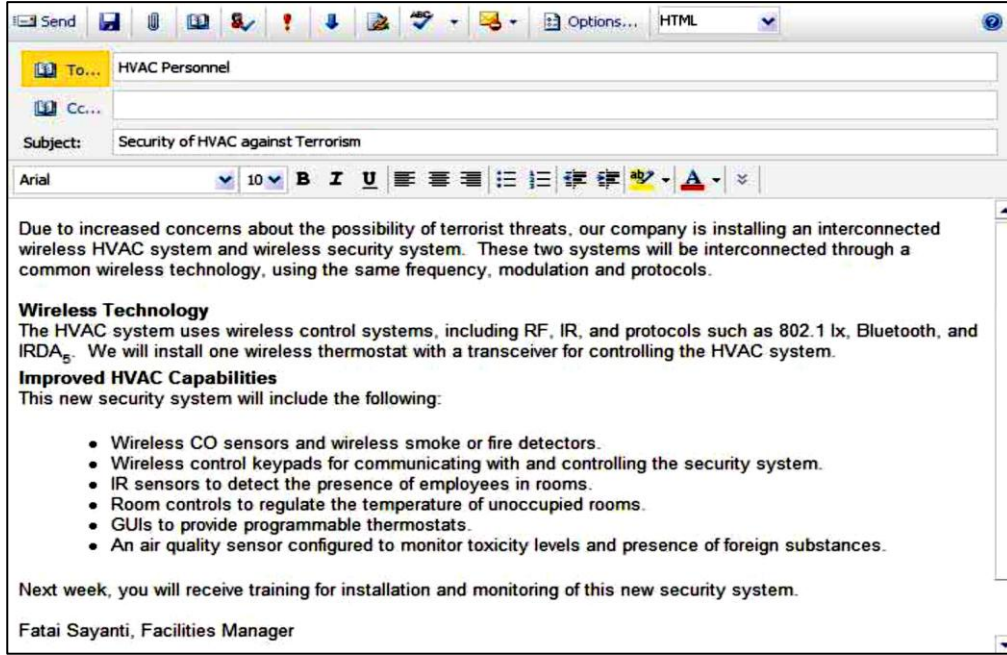 Send ABC Options... HTML
To... HVAC Personnel
Cc...
Subject: Security of HVAC against Terrorism
Arial 10 B I U ab A
Due to increased concerns about the possibility of terrorist threats, our company is installing an interconnected
wireless HVAC system and wireless security system. These two systems will be interconnected through a
common wireless technology, using the same frequency, modulation and protocols.
Wireless Technology
The HVAC system uses wireless control systems, including RF, IR, and protocols such as 802.1 lx, Bluetooth, and
IRDA5. We will install one wireless thermostat with a transceiver for controlling the HVAC system.
Improved HVAC Capabilities
This new security system will include the following:
• Wireless CO sensors and wireless smoke or fire detectors.
• Wireless control keypads for communicating with and controlling the security system.
• IR sensors to detect the presence of employees in rooms.
• Room controls to regulate the temperature of unoccupied rooms.
• GUIs to provide programmable thermostats.
• An air quality sensor configured to monitor toxicity levels and presence of foreign substances.
Next week, you will receive training for installation and monitoring of this new security system.
Fatai Sayanti, Facilities Manager